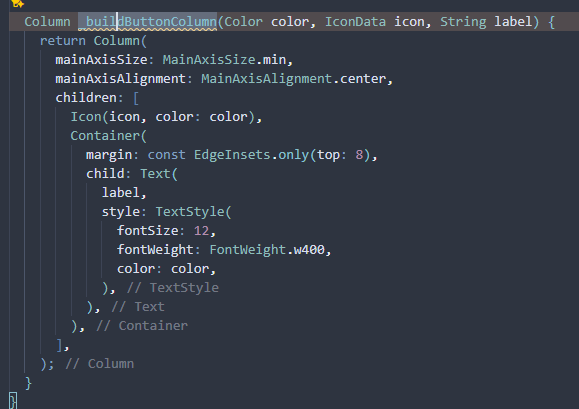 Column _buildButtonColumn(Color color, IconData icon, String label) {
return Column(
mainAxisSize: MainAxisSize.min,
mainAxisAlignment: MainAxisAlignment.center,
children: [
Icon(icon, color: color),
Container(
margin: const EdgeInsets.only(top: 8),
child: Text(
label,
style: TextStyle(
fontSize: 12,
fontWeight: FontWeight.w400,
color: color,
), // TextStyle
), // Text
), // Container
],
); // Column
}
}